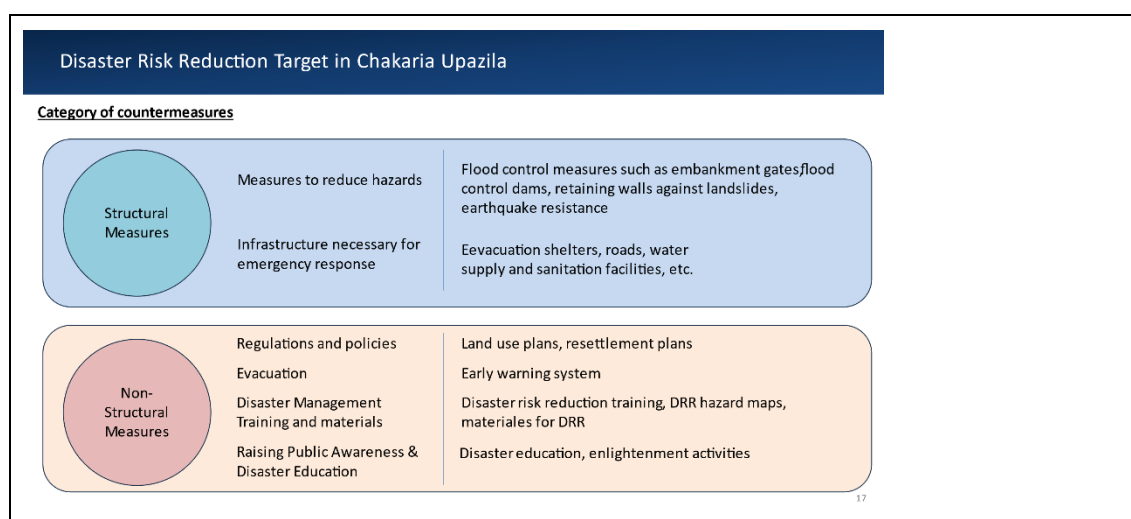 Disaster Risk Reduction Target in Chakaria Upazila
Category of countermeasures
Structural
Measures
Measures to reduce hazards
Flood control measures such as embankment gates,flood
control dams, retaining walls against landslides,
earthquake resistance
Infrastructure necessary for
emergency response
Eevacuation shelters, roads, water
supply and sanitation facilities, etc.
Non-
Structural
Measures
Regulations and policies
Land use plans, resettlement plans
Evacuation
Early warning system
Disaster Management
Training and materials
Disaster risk reduction training, DRR hazard maps,
materiales for DRR
Raising Public Awareness &
Disaster Education
Disaster education, enlightenment activities
17